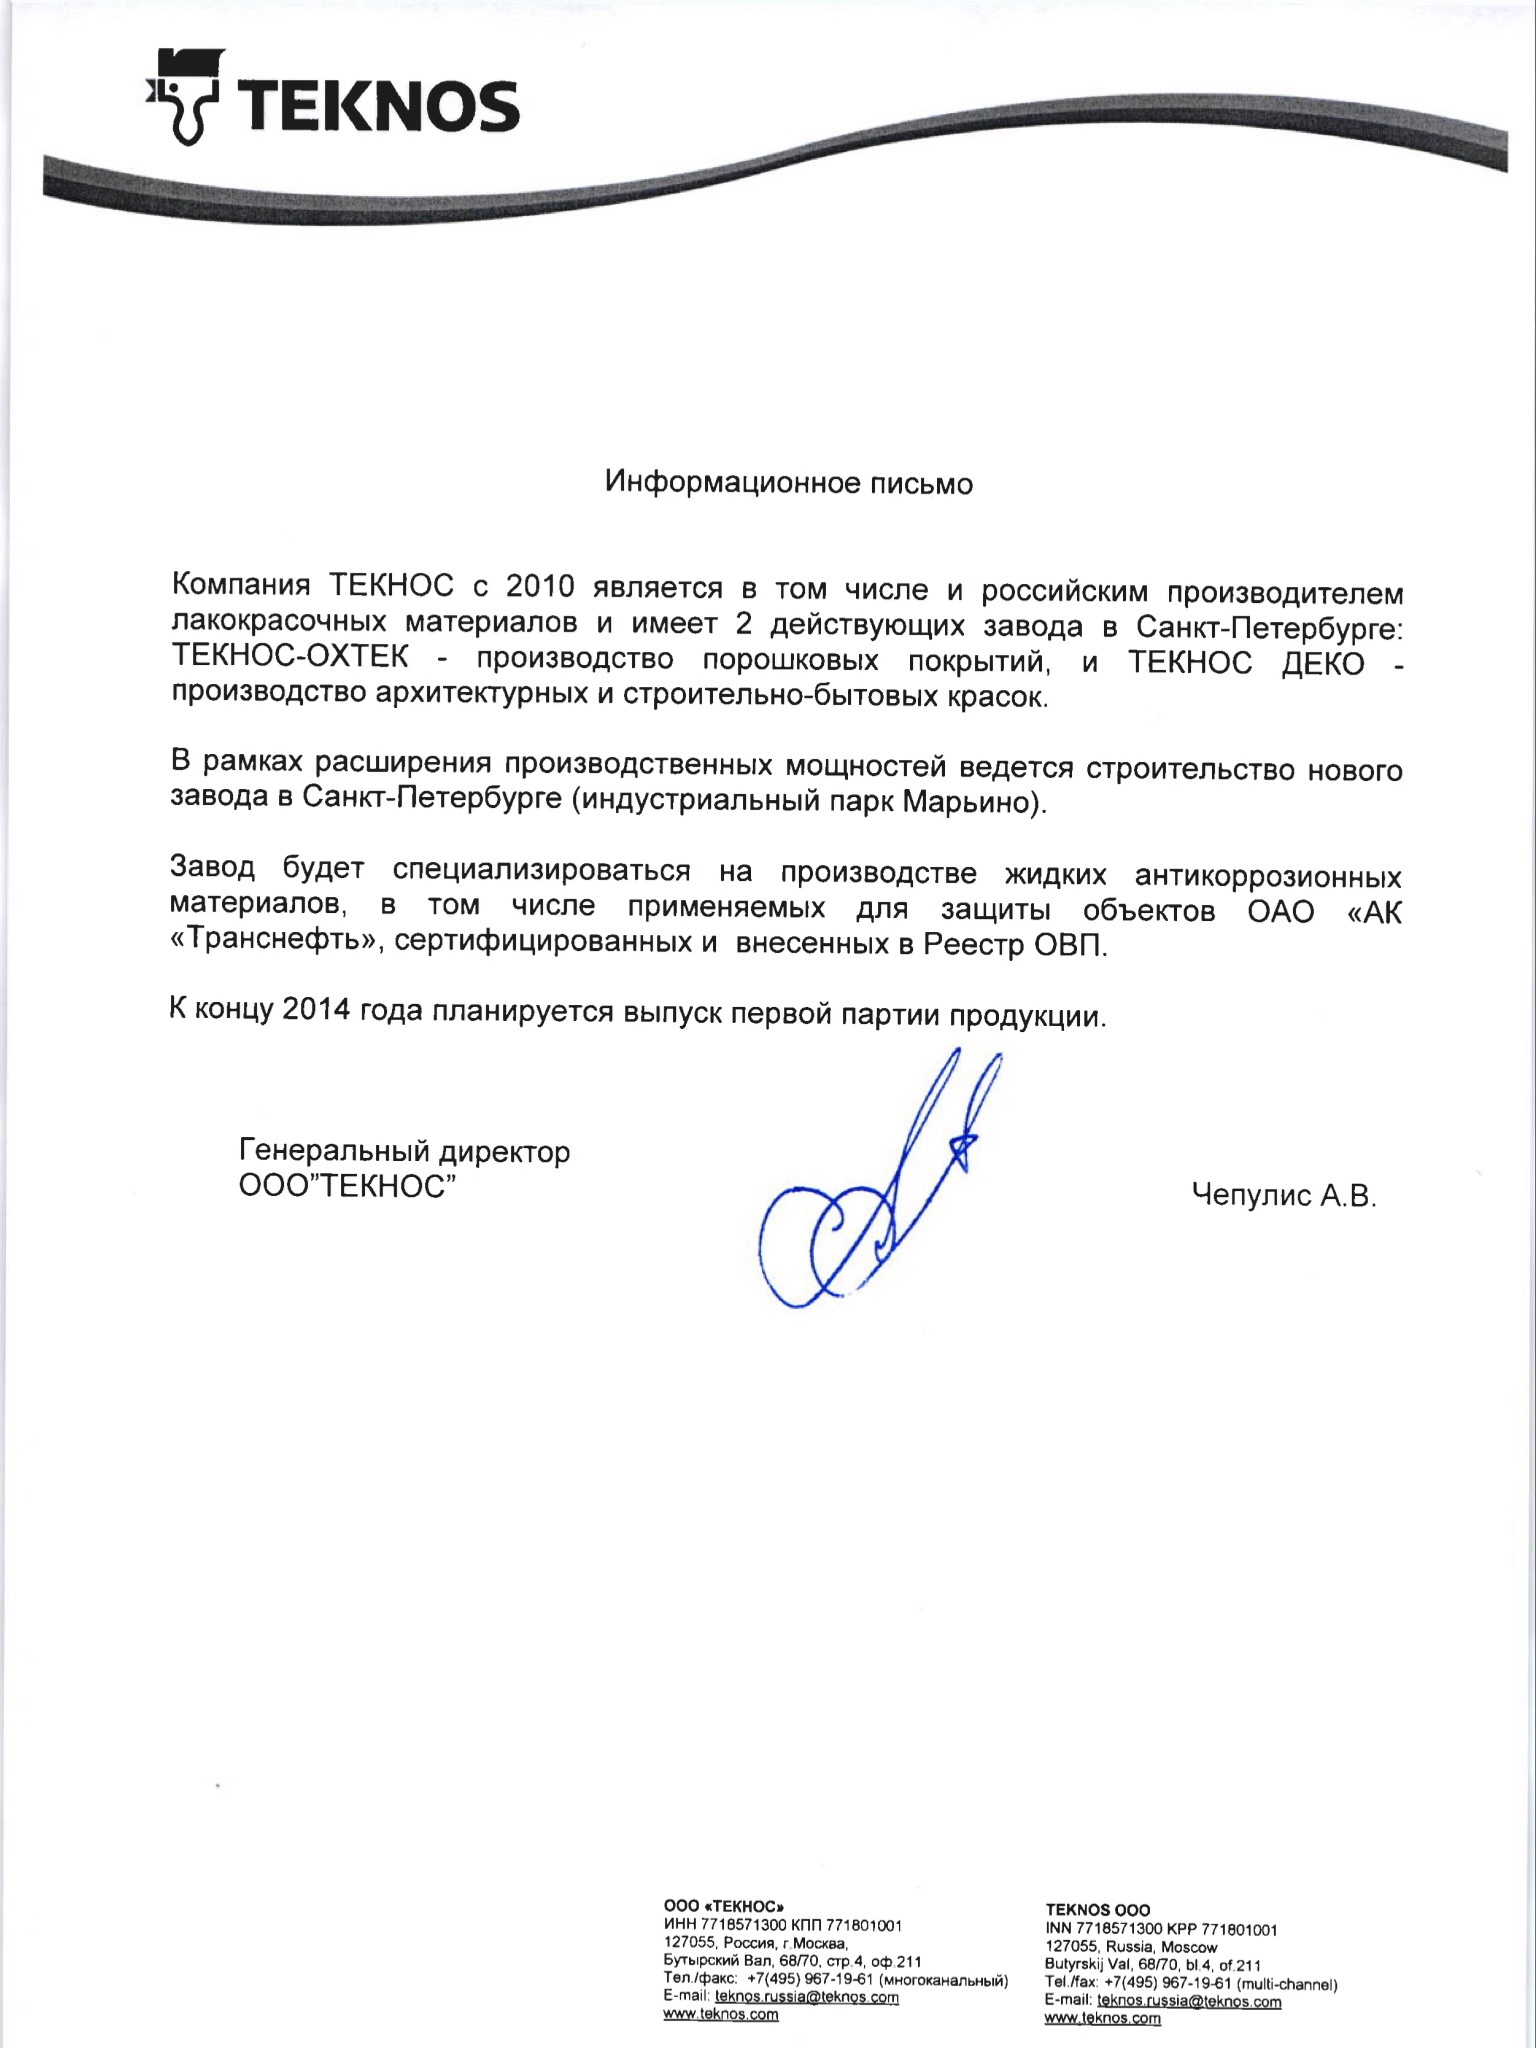 TEKNOS
Информационное письмо
Компания ТЕКНОС с 2010 является в том числе и российским производителем
лакокрасочных материалов и имеет 2 действующих завода в Санкт-Петербурге:
ТЕКНОС-ОХТЕК - производство порошковых покрытий, и ТЕКНОС ДЕКО -
производство архитектурных и строительно-бытовых красок.
В рамках расширения производственных мощностей ведется строительство нового
завода в Санкт-Петербурге (индустриальный парк Марьино).
Завод будет специализироваться на производстве жидких антикоррозионных
материалов, в том числе применяемых для защиты объектов ОАО «АК
«Транснефть», сертифицированных и внесенных в Реестр ОВП.
К концу 2014 года планируется выпуск первой партии продукции.
Генеральный директор
ООО”ТЕКНОС”
Чепулис А.В.
ООО «ТЕКНОС»
ИНН 7718571300 КПП 771801001
127055, Россия, г.Москва,
Бутырский Вал, 68/70, стр.4, оф.211
Тел./факс: +7(495) 967-19-61 (многоканальный)
E-mail: teknos.russia@teknos.com
www.teknos.com
TEKNOS OOO
INN 7718571300 KPP 771801001
127055, Russia, Moscow
Butyrskij Val, 68/70, bl.4, of.211
Tel./fax: +7(495) 967-19-61 (multi-channel)
E-mail: teknos.russia@teknos.com
www.teknos.com